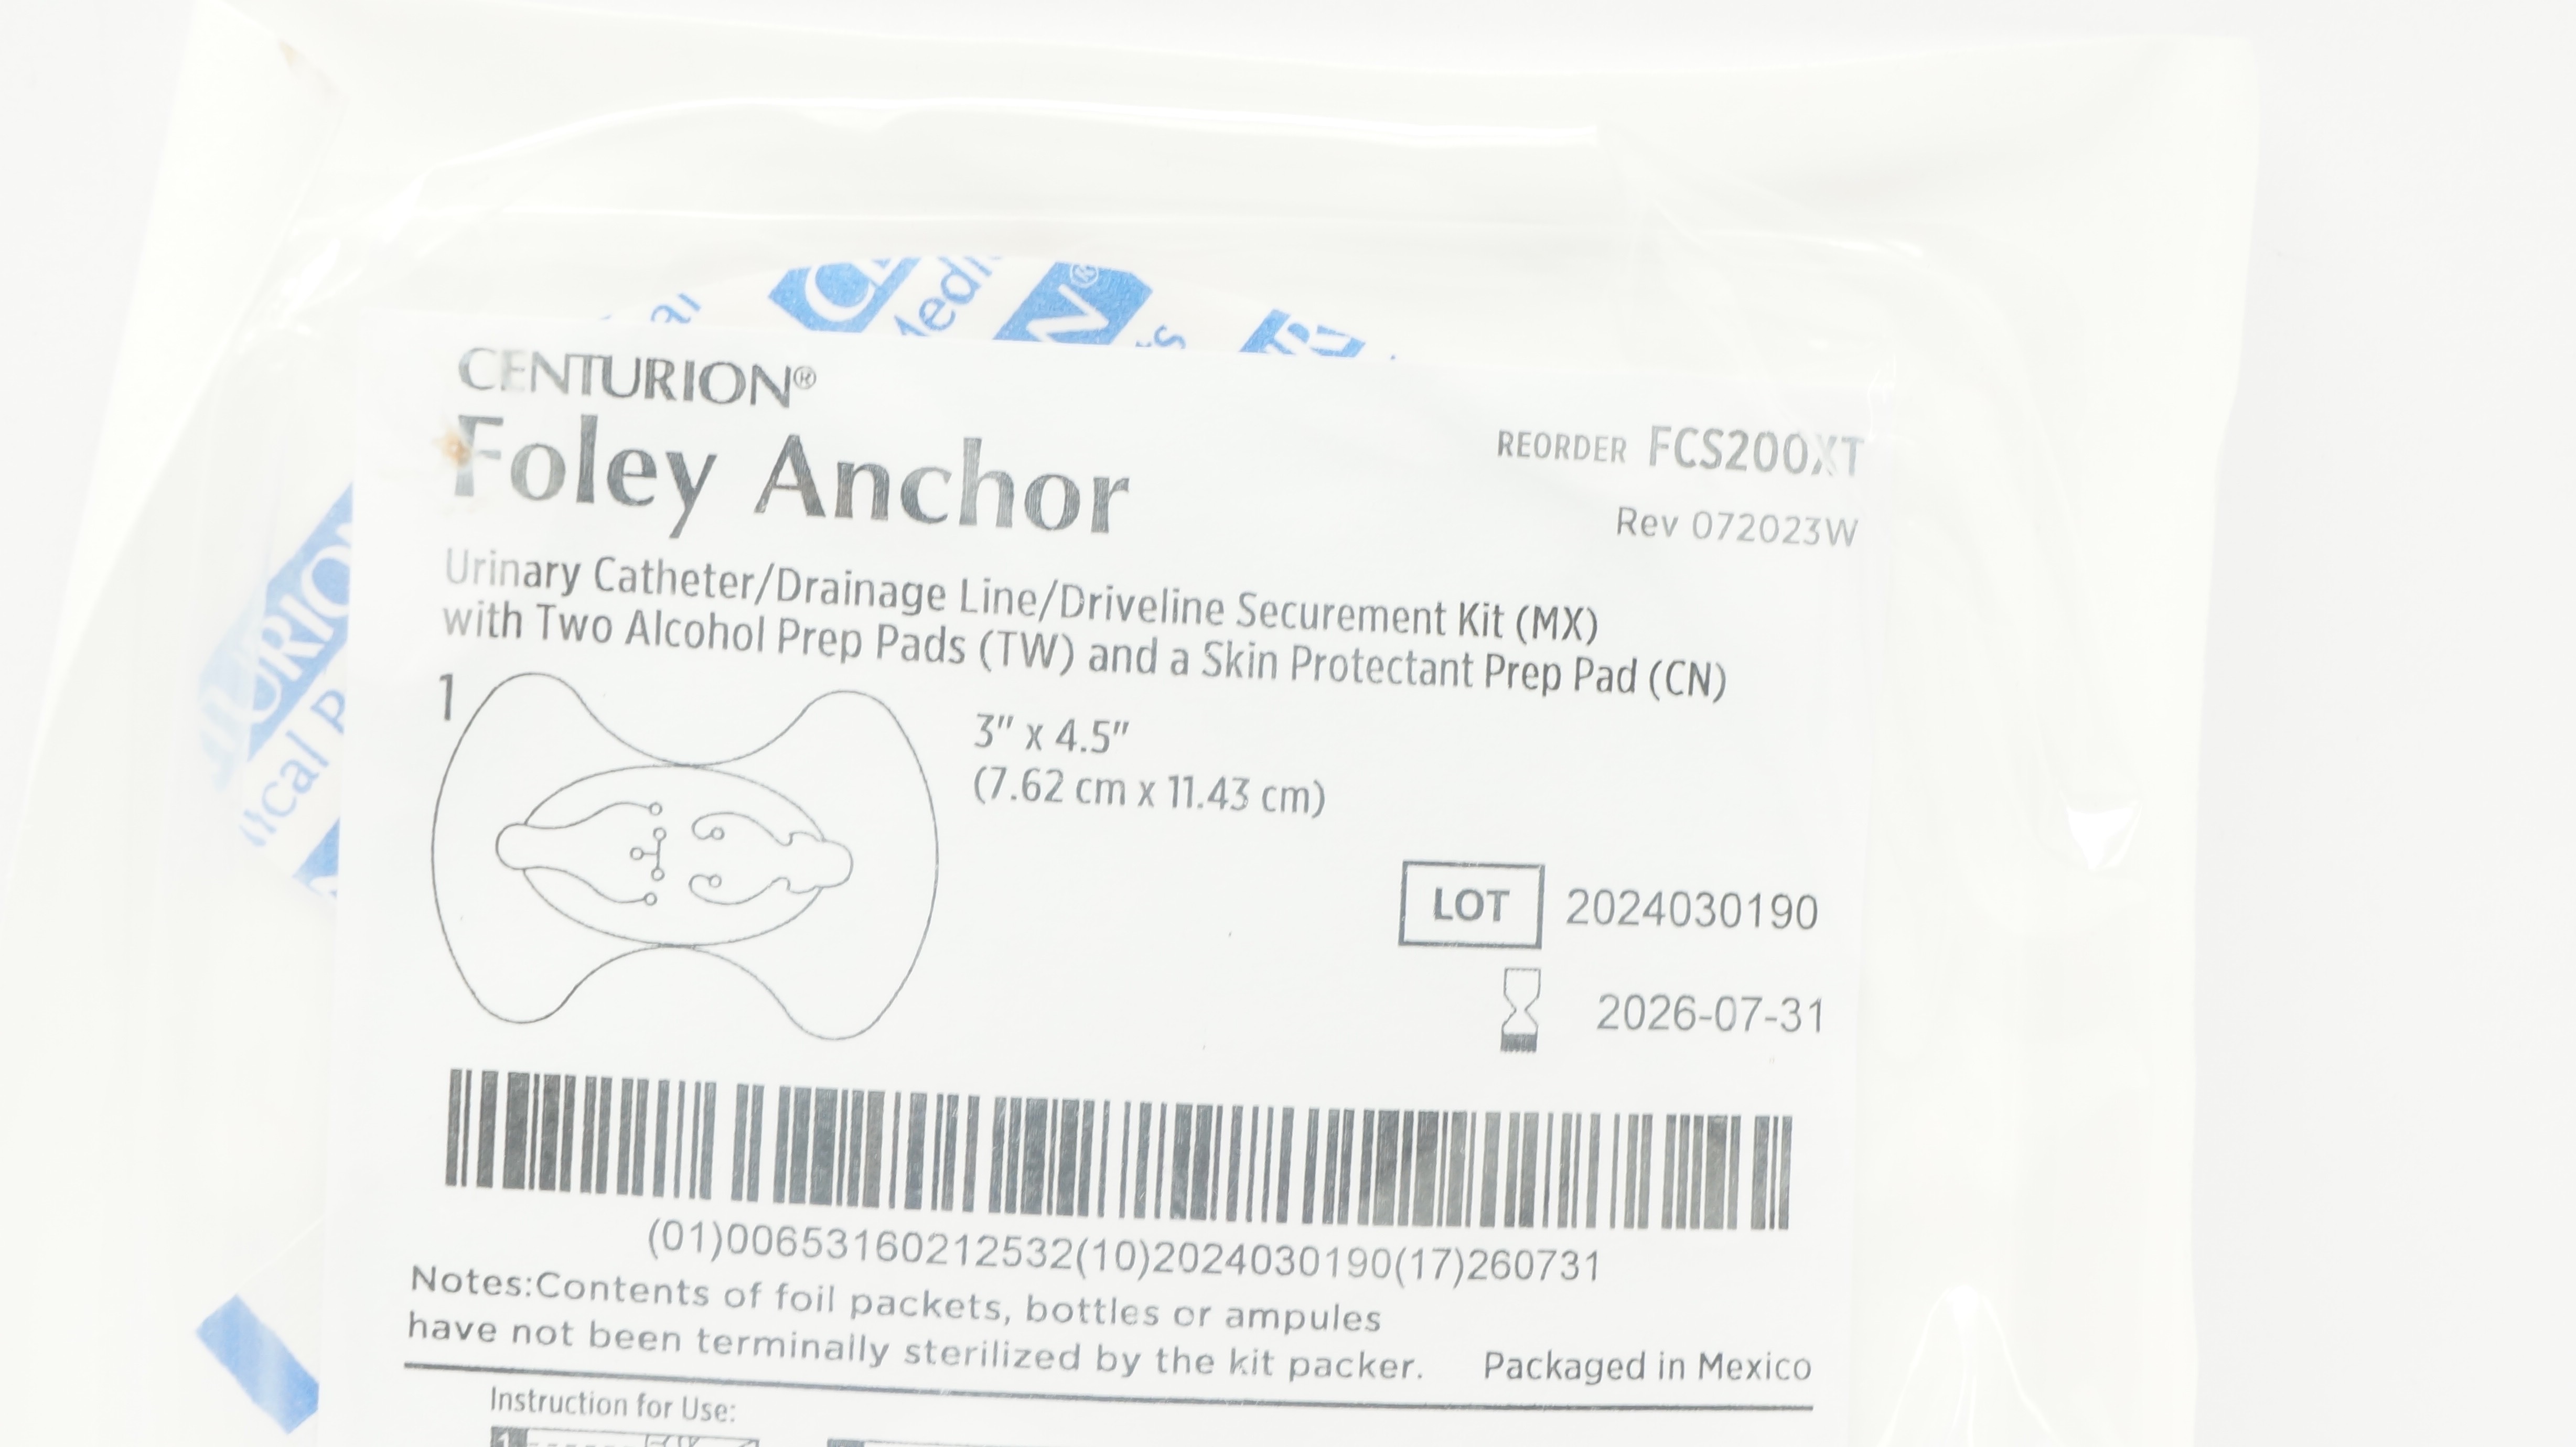 CENTURION®
Foley Anchor
REORDER FCS200XT
Rev 072023W
Urinary Catheter/Drainage Line/Driveline Securement Kit (MX)
with Two Alcohol Prep Pads (TW) and a Skin Protectant Prep Pad (CN)
1
3" x 4.5"
(7.62 cm x 11.43 cm)
LOT 2024030190
2026-07-31
(01)00653160212532(10)2024030190(17)260731
Notes:Contents of foil packets, bottles or ampules
have not been terminally sterilized by the kit packer.
Packaged in Mexico
Instruction for Use: